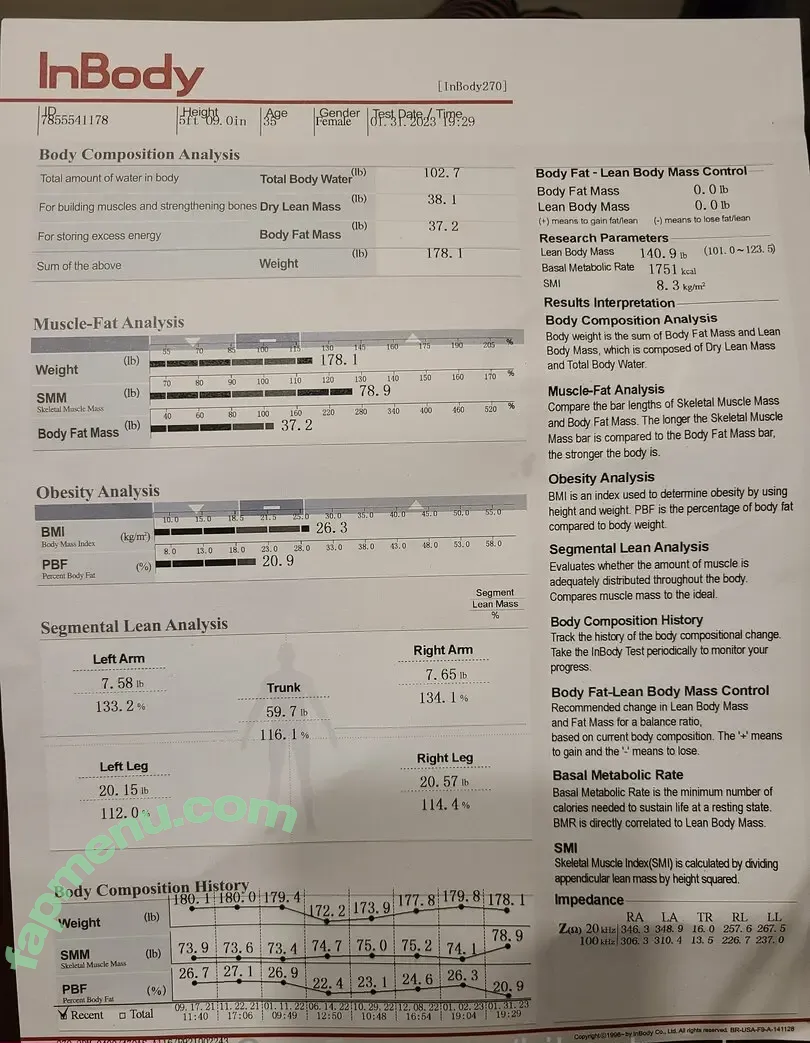 InBody
[InBody270]
ID
7855541178
Height
5ft 09.0in
Age
35
Gender
Female
Test Date / Time
01.31.2023 19:29
Body Composition Analysis
Total amount of water in body Total Body Water (lb) 102.7
For building muscles and strengthening bones Dry Lean Mass (lb) 38.1
For storing excess energy Body Fat Mass (lb) 37.2
Sum of the above Weight (lb) 178.1
Muscle-Fat Analysis
55 70 85 100 115 130 145 160 175 190 205 %
Weight (lb) 178.1
70 80 90 100 110 120 130 140 150 160 170 %
SMM (lb) 78.9
Skeletal Muscle Mass
40 60 80 100 160 220 280 340 400 460 520 %
Body Fat Mass (lb) 37.2
Obesity Analysis
10.0 15.0 18.5 21.5 25.0 30.0 35.0 40.0 45.0 50.0 55.0
BMI (kg/m²) 26.3
Body Mass Index
8.0 13.0 18.0 23.0 28.0 33.0 38.0 43.0 48.0 53.0 58.0
PBF (%) 20.9
Percent Body Fat
Segment
Lean Mass
%
Segmental Lean Analysis
Left Arm
7.58 lb
133.2 %
Right Arm
7.65 lb
134.1 %
Trunk
59.7 lb
116.1 %
Left Leg
20.15 lb
112.0 %
Right Leg
20.57 lb
114.4 %
fapmenu.com
Body Composition History
Weight (lb) 180.1 180.0 179.4 172.2 173.9 177.8 179.8 178.1
SMM (lb) 73.9 73.6 73.4 74.7 75.0 75.2 74.1 78.9
Skeletal Muscle Mass
PBF (%) 26.7 27.1 26.9 22.4 23.1 24.6 26.3 20.9
Percent Body Fat
Recent Total 09.17.21 11.22.21 01.11.22 06.14.22 10.29.22 12.08.22 01.02.23 01.31.23
11:40 17:06 09:49 12:50 10:48 16:54 19:04 19:29
Body Fat - Lean Body Mass Control
Body Fat Mass 0.0 lb
Lean Body Mass 0.0 lb
(+) means to gain fat/lean (-) means to lose fat/lean
Research Parameters
Lean Body Mass 140.9 lb (101.0~123.5)
Basal Metabolic Rate 1751 kcal
SMI 8.3 kg/m²
Results Interpretation
Body Composition Analysis
Body weight is the sum of Body Fat Mass and Lean
Body Mass, which is composed of Dry Lean Mass
and Total Body Water.
Muscle-Fat Analysis
Compare the bar lengths of Skeletal Muscle Mass
and Body Fat Mass. The longer the Skeletal Muscle
Mass bar is compared to the Body Fat Mass bar,
the stronger the body is.
Obesity Analysis
BMI is an index used to determine obesity by using
height and weight. PBF is the percentage of body fat
compared to body weight.
Segmental Lean Analysis
Evaluates whether the amount of muscle is
adequately distributed throughout the body.
Compares muscle mass to the ideal.
Body Composition History
Track the history of the body compositional change.
Take the InBody Test periodically to monitor your
progress.
Body Fat-Lean Body Mass Control
Recommended change in Lean Body Mass
and Fat Mass for a balance ratio,
based on current body composition. The '+' means
to gain and the '-' means to lose.
Basal Metabolic Rate
Basal Metabolic Rate is the minimum number of
calories needed to sustain life at a resting state.
BMR is directly correlated to Lean Body Mass.
SMI
Skeletal Muscle Index(SMI) is calculated by dividing
appendicular lean mass by height squared.
Impedance
RA LA TR RL LL
Z(Ω) 20 kHz 346.3 348.9 16.0 257.6 267.5
100 kHz 306.3 310.4 13.5 226.7 237.0
Copyright©1996~ by InBody Co., Ltd. All rights reserved. BR-USA-F9-A-141128